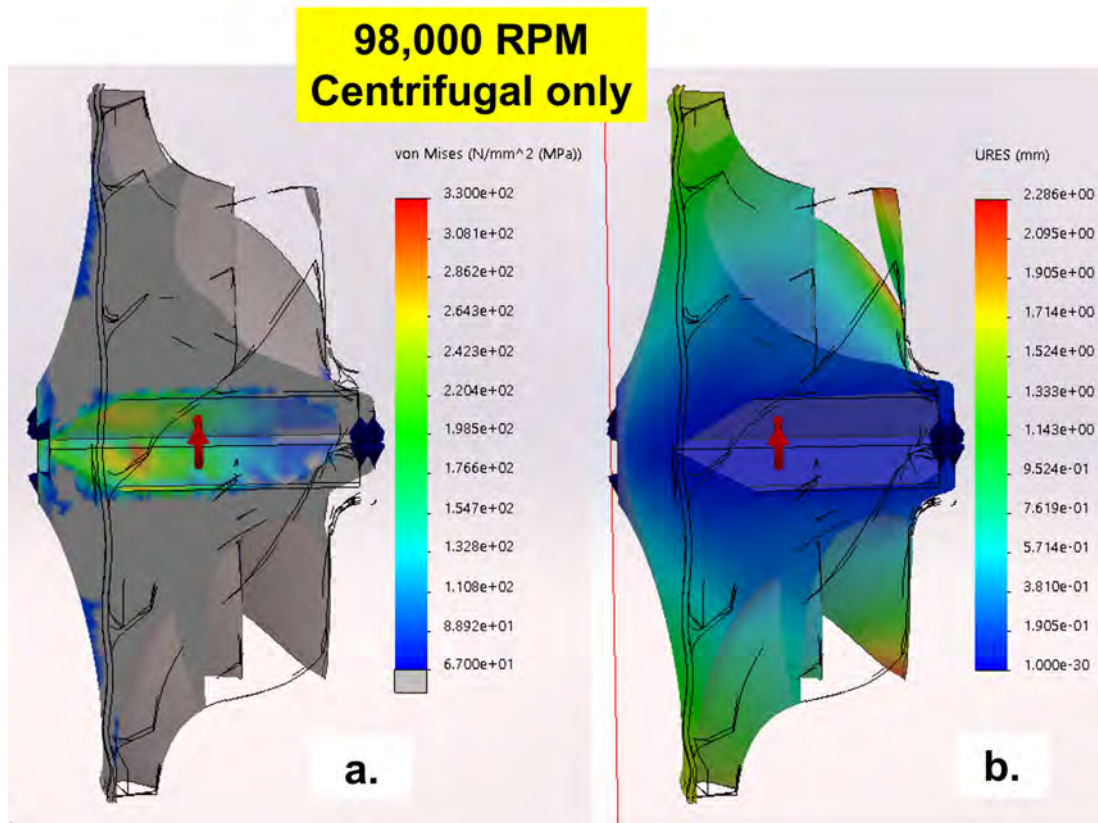 98,000 RPM
Centrifugal only
von Mises (N/mm^2 (MPa))
3.300e+02
3.081e+02
2.862e+02
2.643e+02
2.423e+02
2.204e+02
1.985e+02
1.766e+02
1.547e+02
1.328e+02
1.108e+02
8.892e+01
6.700e+01
a.
URES (mm)
2.286e+00
2.095e+00
1.905e+00
1.714e+00
1.524e+00
1.333e+00
1.143e+00
9.524e-01
7.619e-01
5.714e-01
3.810e-01
1.905e-01
1.000e-30
b.